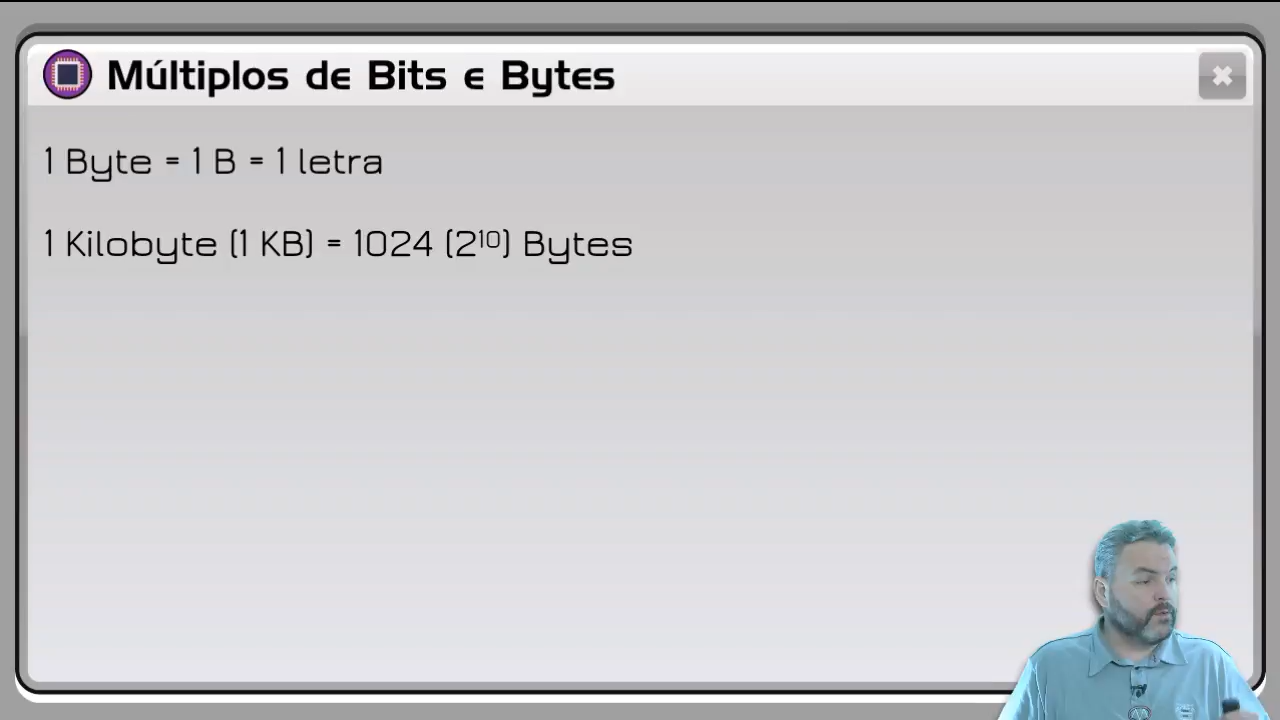 Múltiplos de Bits e Bytes
1 Byte = 1 B = 1 letra
1 Kilobyte (1 KB) = 1024 (2¹⁰) Bytes